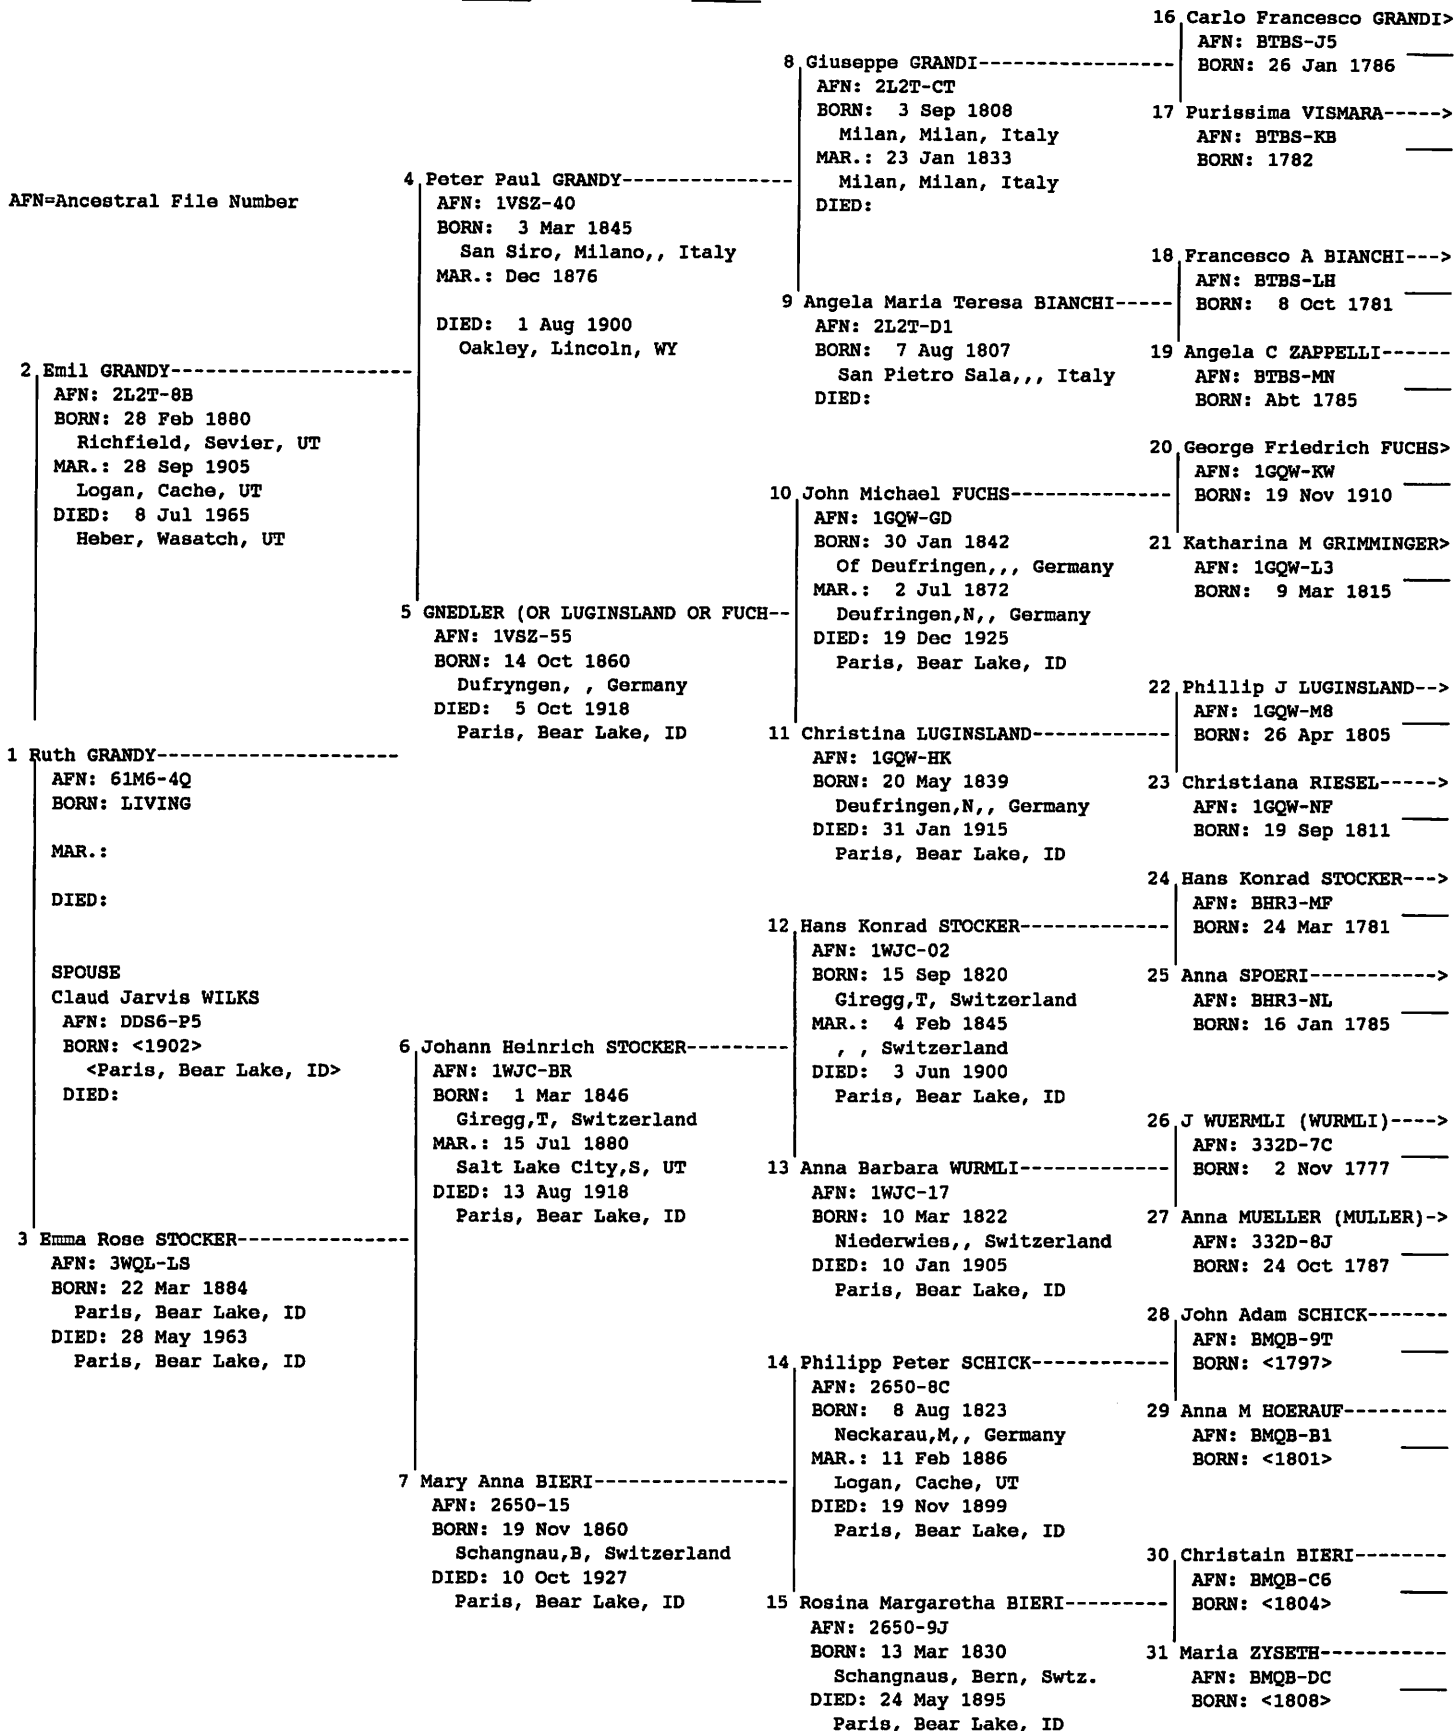 AFN=Ancestral File Number
1 Ruth GRANDY--------------------
AFN: 61M6-4Q
BORN: LIVING
MAR.:
DIED:
SPOUSE
Claud Jarvis WILKS
AFN: DDS6-P5
BORN: <1902>
<Paris, Bear Lake, ID>
DIED:
2 Emil GRANDY--------------------
AFN: 2L2T-8B
BORN: 28 Feb 1880
Richfield, Sevier, UT
MAR.: 28 Sep 1905
Logan, Cache, UT
DIED: 8 Jul 1965
Heber, Wasatch, UT
3 Emma Rose STOCKER--------------
AFN: 3WQL-LS
BORN: 22 Mar 1884
Paris, Bear Lake, ID
DIED: 28 May 1963
Paris, Bear Lake, ID
4 Peter Paul GRANDY--------------
AFN: 1VSZ-40
BORN: 3 Mar 1845
San Siro, Milano,, Italy
MAR.: Dec 1876
DIED: 1 Aug 1900
Oakley, Lincoln, WY
5 GNEDLER (OR LUGINSLAND OR FUCH--
AFN: 1VSZ-55
BORN: 14 Oct 1860
Dufryngen, , Germany
DIED: 5 Oct 1918
Paris, Bear Lake, ID
6 Johann Heinrich STOCKER--------
AFN: 1WJC-BR
BORN: 1 Mar 1846
Giregg,T, Switzerland
MAR.: 15 Jul 1880
Salt Lake City,S, UT
DIED: 13 Aug 1918
Paris, Bear Lake, ID
7 Mary Anna BIERI----------------
AFN: 2650-15
BORN: 19 Nov 1860
Schangnau,B, Switzerland
DIED: 10 Oct 1927
Paris, Bear Lake, ID
8 Giuseppe GRANDI----------------
AFN: 2L2T-CT
BORN: 3 Sep 1808
Milan, Milan, Italy
MAR.: 23 Jan 1833
Milan, Milan, Italy
DIED:
9 Angela Maria Teresa BIANCHI-----
AFN: 2L2T-D1
BORN: 7 Aug 1807
San Pietro Sala,,, Italy
DIED:
10 John Michael FUCHS--------------
AFN: 1GQW-GD
BORN: 30 Jan 1842
Of Deufringen,,, Germany
MAR.: 2 Jul 1872
Deufringen,N,, Germany
DIED: 19 Dec 1925
Paris, Bear Lake, ID
11 Christina LUGINSLAND------------
AFN: 1GQW-HK
BORN: 20 May 1839
Deufringen,N,, Germany
DIED: 31 Jan 1915
Paris, Bear Lake, ID
12 Hans Konrad STOCKER-------------
AFN: 1WJC-02
BORN: 15 Sep 1820
Giregg,T, Switzerland
MAR.: 4 Feb 1845
, , Switzerland
DIED: 3 Jun 1900
Paris, Bear Lake, ID
13 Anna Barbara WURMLI-------------
AFN: 1WJC-17
BORN: 10 Mar 1822
Niederwies,, Switzerland
DIED: 10 Jan 1905
Paris, Bear Lake, ID
14 Philipp Peter SCHICK------------
AFN: 2650-8C
BORN: 8 Aug 1823
Neckarau,M,, Germany
MAR.: 11 Feb 1886
Logan, Cache, UT
DIED: 19 Nov 1899
Paris, Bear Lake, ID
15 Rosina Margaretha BIERI---------
AFN: 2650-9J
BORN: 13 Mar 1830
Schangnaus, Bern, Swtz.
DIED: 24 May 1895
Paris, Bear Lake, ID
16 Carlo Francesco GRANDI>
AFN: BTBS-J5
BORN: 26 Jan 1786
17 Purissima VISMARA----->
AFN: BTBS-KB
BORN: 1782
18 Francesco A BIANCHI--->
AFN: BTBS-LH
BORN: 8 Oct 1781
19 Angela C ZAPPELLI------
AFN: BTBS-MN
BORN: Abt 1785
20 George Friedrich FUCHS>
AFN: 1GQW-KW
BORN: 19 Nov 1910
21 Katharina M GRIMMINGER>
AFN: 1GQW-L3
BORN: 9 Mar 1815
22 Phillip J LUGINSLAND-->
AFN: 1GQW-M8
BORN: 26 Apr 1805
23 Christiana RIESEL----->
AFN: 1GQW-NF
BORN: 19 Sep 1811
24 Hans Konrad STOCKER--->
AFN: BHR3-MF
BORN: 24 Mar 1781
25 Anna SPOERI----------->
AFN: BHR3-NL
BORN: 16 Jan 1785
26 J WUERMLI (WURMLI)---->
AFN: 332D-7C
BORN: 2 Nov 1777
27 Anna MUELLER (MULLER)->
AFN: 332D-8J
BORN: 24 Oct 1787
28 John Adam SCHICK-------
AFN: BMQB-9T
BORN: <1797>
29 Anna M HOERAUF---------
AFN: BMQB-B1
BORN: <1801>
30 Christain BIERI--------
AFN: BMQB-C6
BORN: <1804>
31 Maria ZYSETH-----------
AFN: BMQB-DC
BORN: <1808>